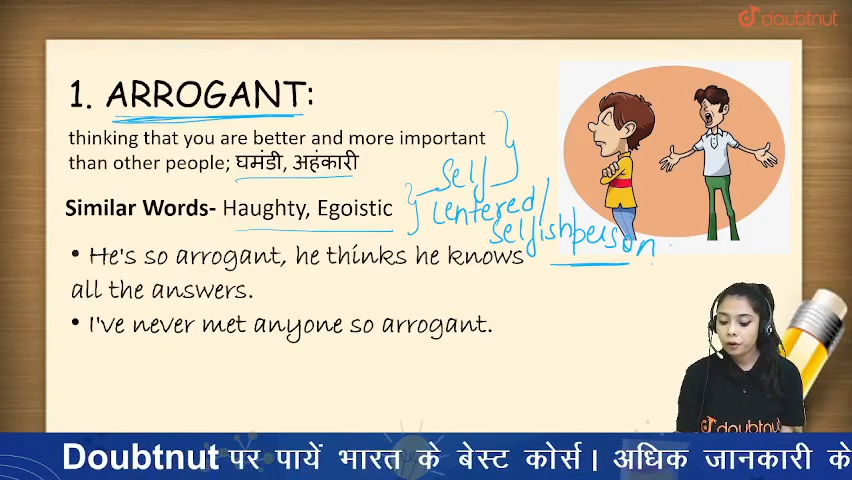 doubtnut
1. ARROGANT:
thinking that you are better and more important
than other people; घमंडी, अहंकारी
Self
Similar Words- Haughty, Egoistic
centered/
selfish person
• He's so arrogant, he thinks he knows
all the answers.
• I've never met anyone so arrogant.
doubtnut
Doubtnut पर पायें भारत के बेस्ट कोर्स। अधिक जानकारी के